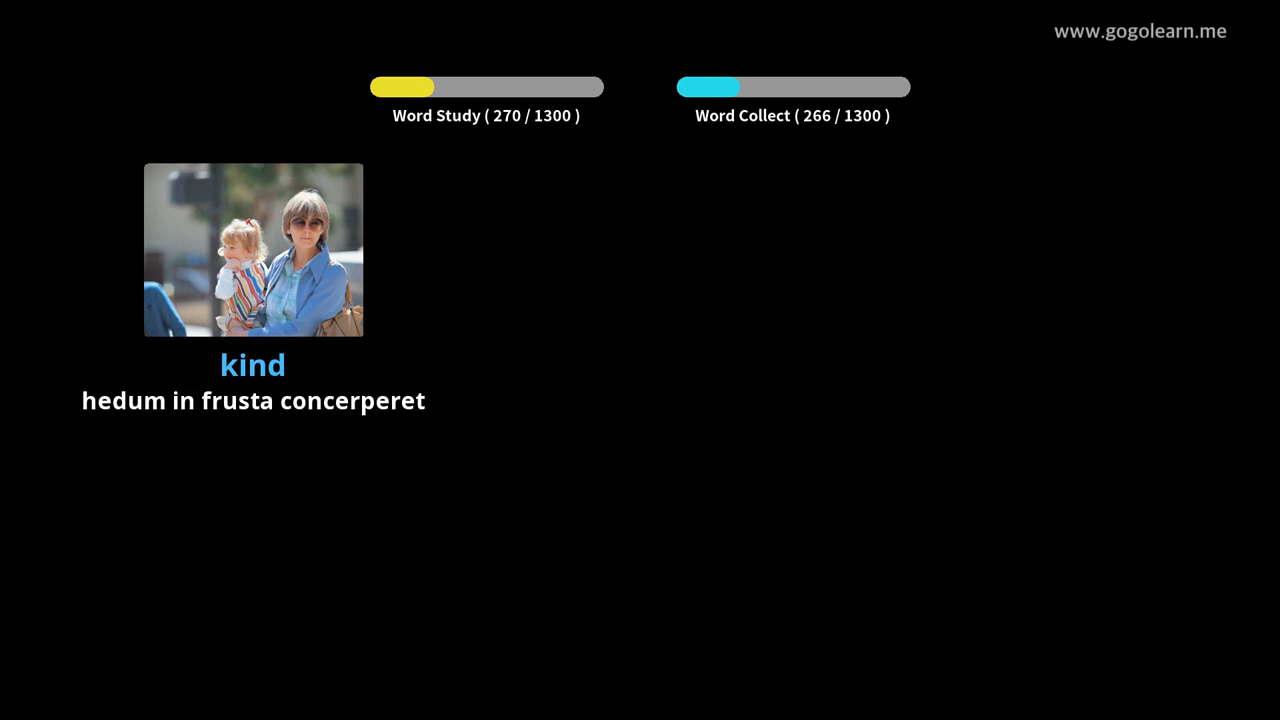 www.gogolearn.me
Word Study ( 270 / 1300 )
Word Collect ( 266 / 1300 )
kind
hedum in frusta concerperet